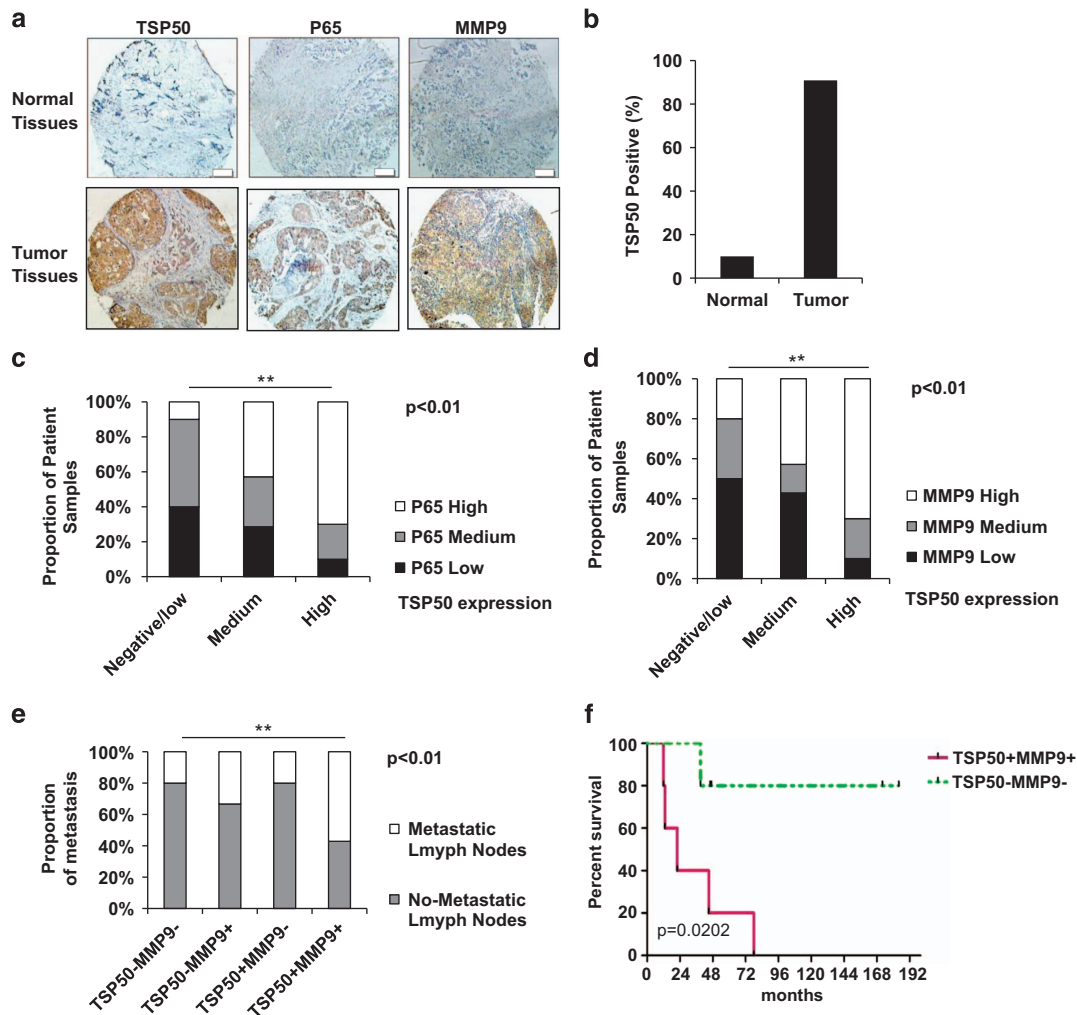 a
TSP50 P65 MMP9
Normal
Tissues
Tumor
Tissues
b
TSP50 Positive (%)
100
80
60
40
20
0
Normal Tumor
c
**
p<0.01
Proportion of Patient
Samples
100%
80%
60%
40%
20%
0%
P65 High
P65 Medium
P65 Low
Negative/low Medium High
TSP50 expression
d
**
p<0.01
Proportion of Patient
Samples
100%
80%
60%
40%
20%
0%
MMP9 High
MMP9 Medium
MMP9 Low
Negative/low Medium High
TSP50 expression
e
**
p<0.01
Proportion
of metastasis
100%
80%
60%
40%
20%
0%
Metastatic
Lmyph Nodes
No-Metastatic
Lmyph Nodes
TSP50-MMP9- TSP50-MMP9+ TSP50+MMP9- TSP50+MMP9+
f
Percent survival
100
80
60
40
20
0
TSP50+MMP9+
TSP50-MMP9-
p=0.0202
0 24 48 72 96 120 144 168 192
months